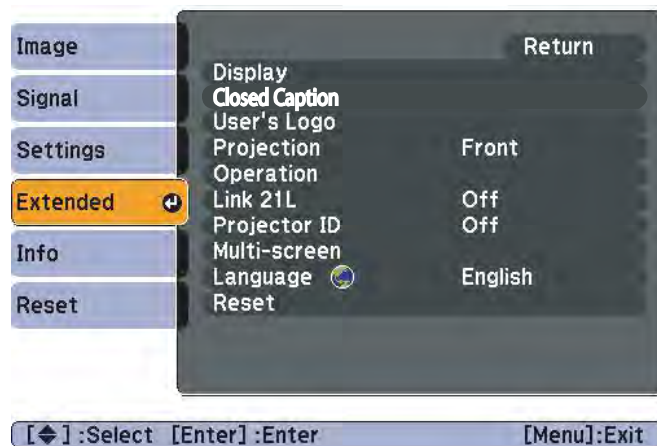 Image
Signal
Settings
Extended
Info
Reset
Return
Display
Closed Caption
User's Logo
Projection Front
Operation
Link 21L Off
Projector ID Off
Multi-screen
Language English
Reset
[◆] :Select [Enter] :Enter [Menu]:Exit